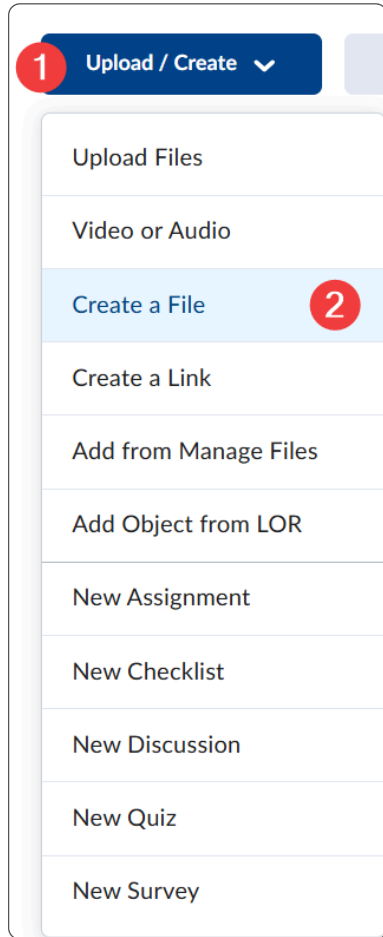 1 Upload / Create
Upload Files
Video or Audio
Create a File 2
Create a Link
Add from Manage Files
Add Object from LOR
New Assignment
New Checklist
New Discussion
New Quiz
New Survey